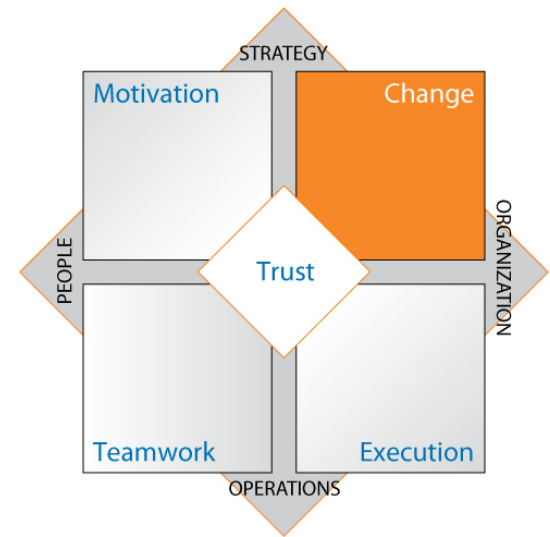 STRATEGY
Motivation
Change
PEOPLE
Trust
ORGANIZATION
Teamwork
Execution
OPERATIONS